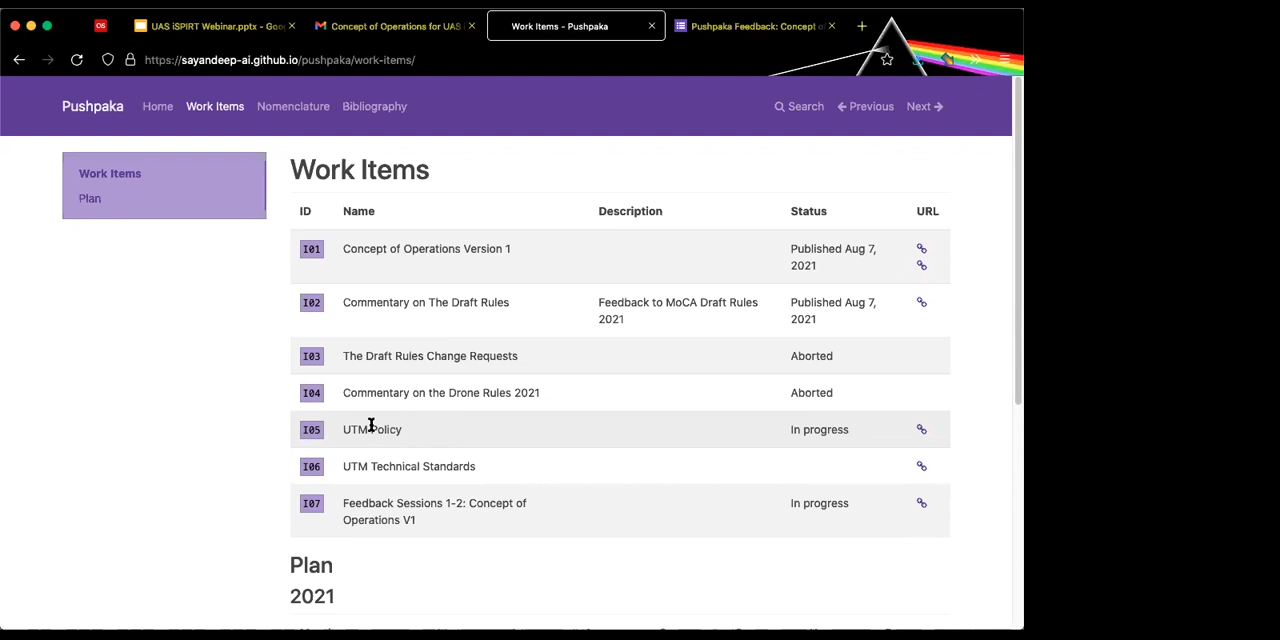 OS UAS iSPIRT Webinar.pptx - Goo Concept of Operations for UAS Work Items - Pushpaka Pushpaka Feedback: Concept o
https://sayandeep-ai.github.io/pushpaka/work-items/
Pushpaka Home Work Items Nomenclature Bibliography Search Previous Next
Work Items
Plan
Work Items
ID Name Description Status URL
I01 Concept of Operations Version 1 Published Aug 7,
2021
I02 Commentary on The Draft Rules Feedback to MoCA Draft Rules Published Aug 7,
2021 2021
I03 The Draft Rules Change Requests Aborted
I04 Commentary on the Drone Rules 2021 Aborted
I05 UTM Policy In progress
I06 UTM Technical Standards
I07 Feedback Sessions 1-2: Concept of In progress
Operations V1
Plan
2021